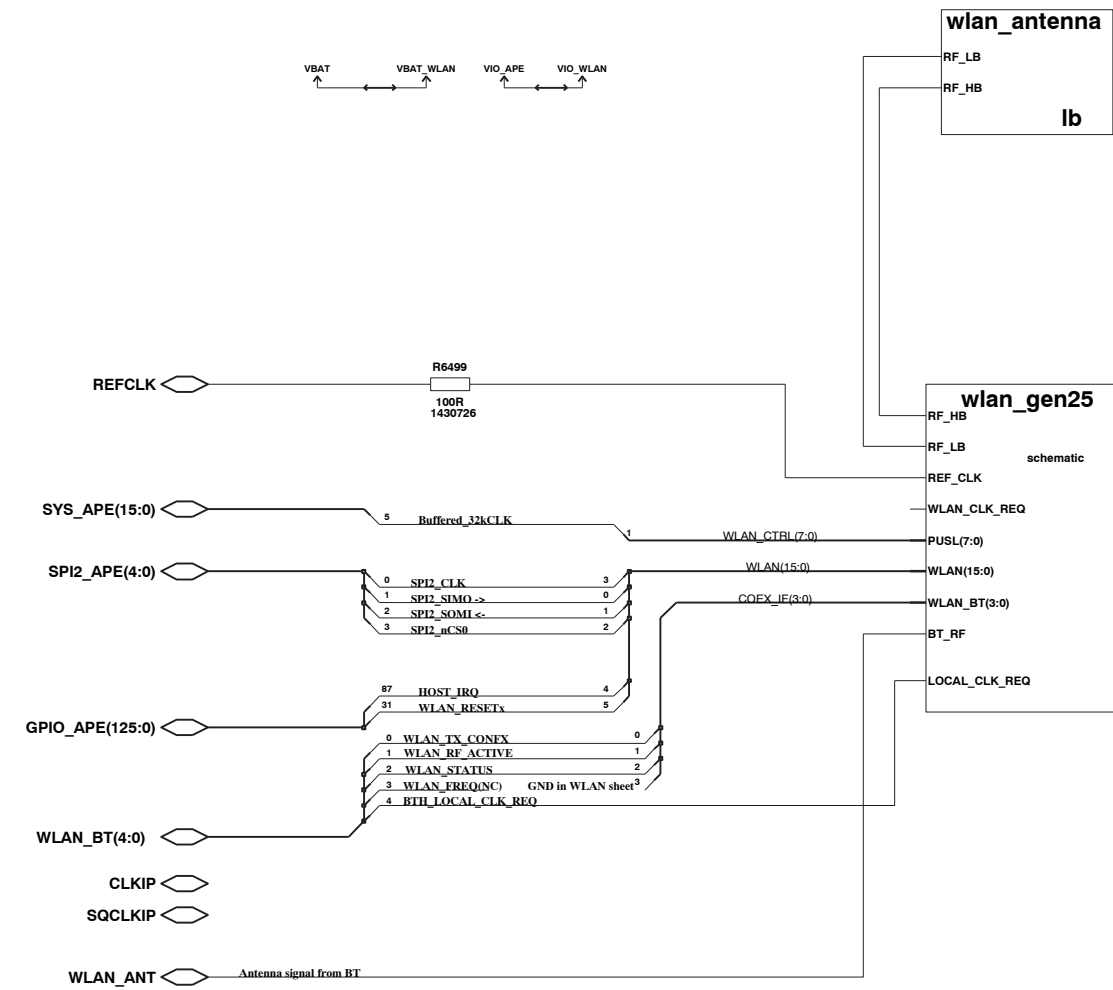 wlan_antenna
RF_LB
RF_HB
lb
VBAT
VBAT_WLAN
VIO_APE
VIO_WLAN
R6499
REFCLK
100R
1430726
wlan_gen25
RF_HB
RF_LB
schematic
REF_CLK
WLAN_CLK_REQ
SYS_APE(15:0)
5
Buffered_32kCLK
1
WLAN_CTRL(7:0)
PUSL(7:0)
SPI2_APE(4:0)
0
SPI2_CLK
3
WLAN(15:0)
WLAN(15:0)
1
SPI2_SIMO ->
0
2
SPI2_SOMI <-
1
3
SPI2_nCS0
2
COEX_IF(3:0)
WLAN_BT(3:0)
BT_RF
LOCAL_CLK_REQ
GPIO_APE(125:0)
87
HOST_IRQ
4
31
WLAN_RESETx
5
0
WLAN_TX_CONFX
0
1
WLAN_RF_ACTIVE
1
2
WLAN_STATUS
2
3
WLAN_FREQ(NC)
GND in WLAN sheet
3
4
BTH_LOCAL_CLK_REQ
WLAN_BT(4:0)
CLKIP
SQCLKIP
WLAN_ANT
Antenna signal from BT